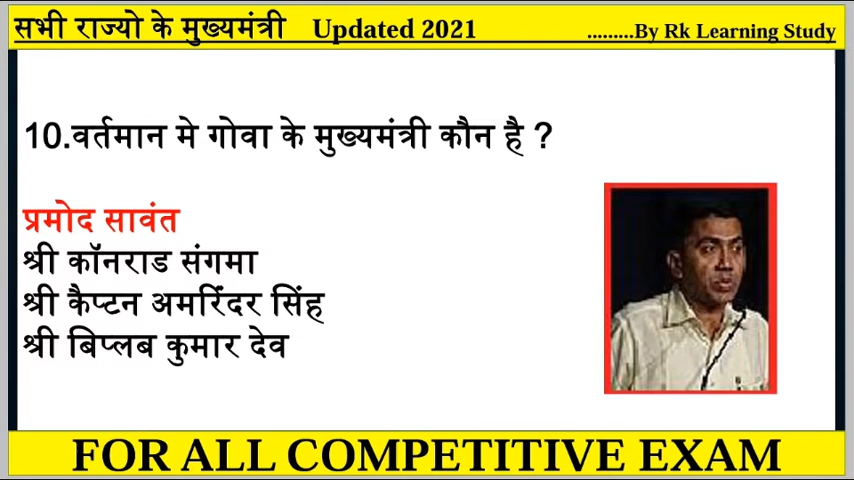 सभी राज्यो के मुख्यमंत्री Updated 2021 .........By Rk Learning Study
10.वर्तमान मे गोवा के मुख्यमंत्री कौन है ?
प्रमोद सावंत
श्री कॉनराड संगमा
श्री कैप्टन अमरिंदर सिंह
श्री बिप्लब कुमार देव
FOR ALL COMPETITIVE EXAM